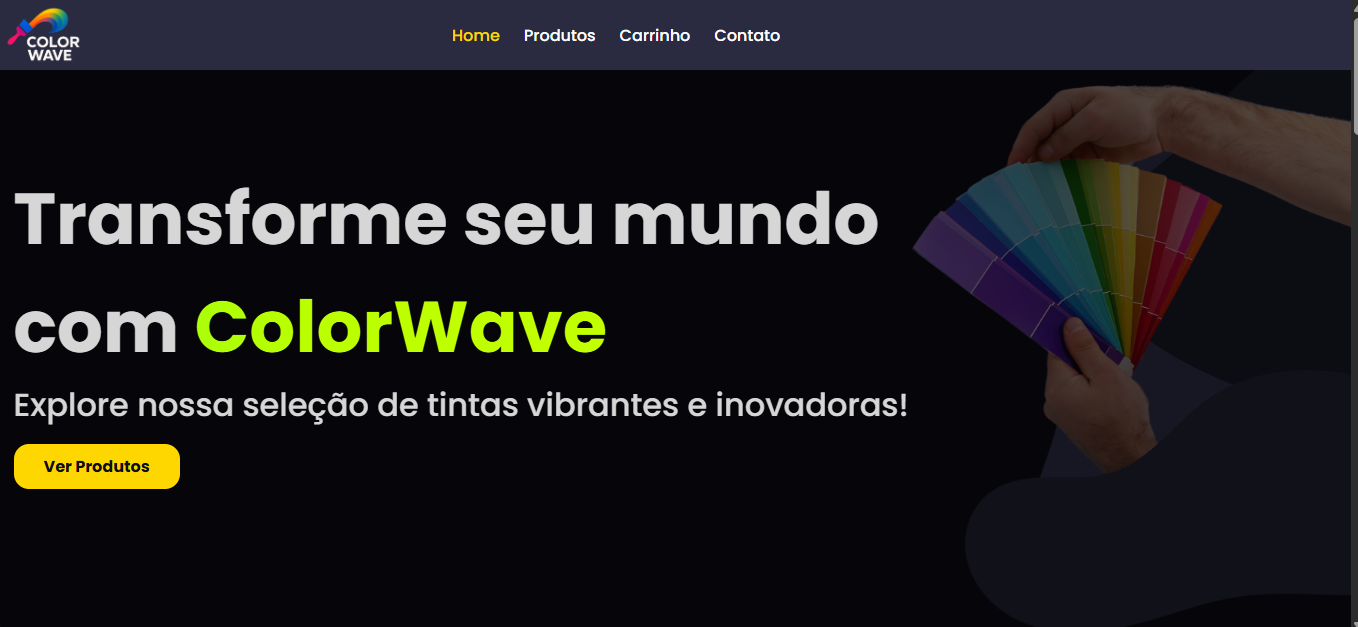 COLOR
WAVE
Home Produtos Carrinho Contato
Transforme seu mundo
com ColorWave
Explore nossa seleção de tintas vibrantes e inovadoras!
Ver Produtos